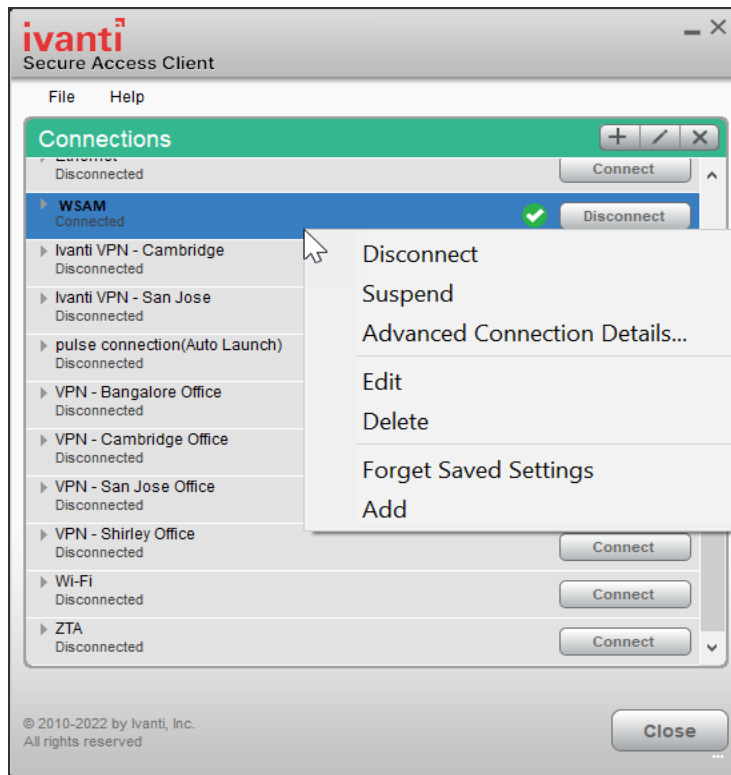 ivanti
Secure Access Client
File Help
Connections
Ethernet
Disconnected
Connect
WSAM
Connected
Disconnect
Ivanti VPN - Cambridge
Disconnected
Ivanti VPN - San Jose
Disconnected
pulse connection(Auto Launch)
Disconnected
VPN - Bangalore Office
Disconnected
VPN - Cambridge Office
Disconnected
VPN - San Jose Office
Disconnected
VPN - Shirley Office
Disconnected
Connect
Wi-Fi
Disconnected
Connect
ZTA
Disconnected
Connect
Disconnect
Suspend
Advanced Connection Details...
Edit
Delete
Forget Saved Settings
Add
© 2010-2022 by Ivanti, Inc.
All rights reserved
Close